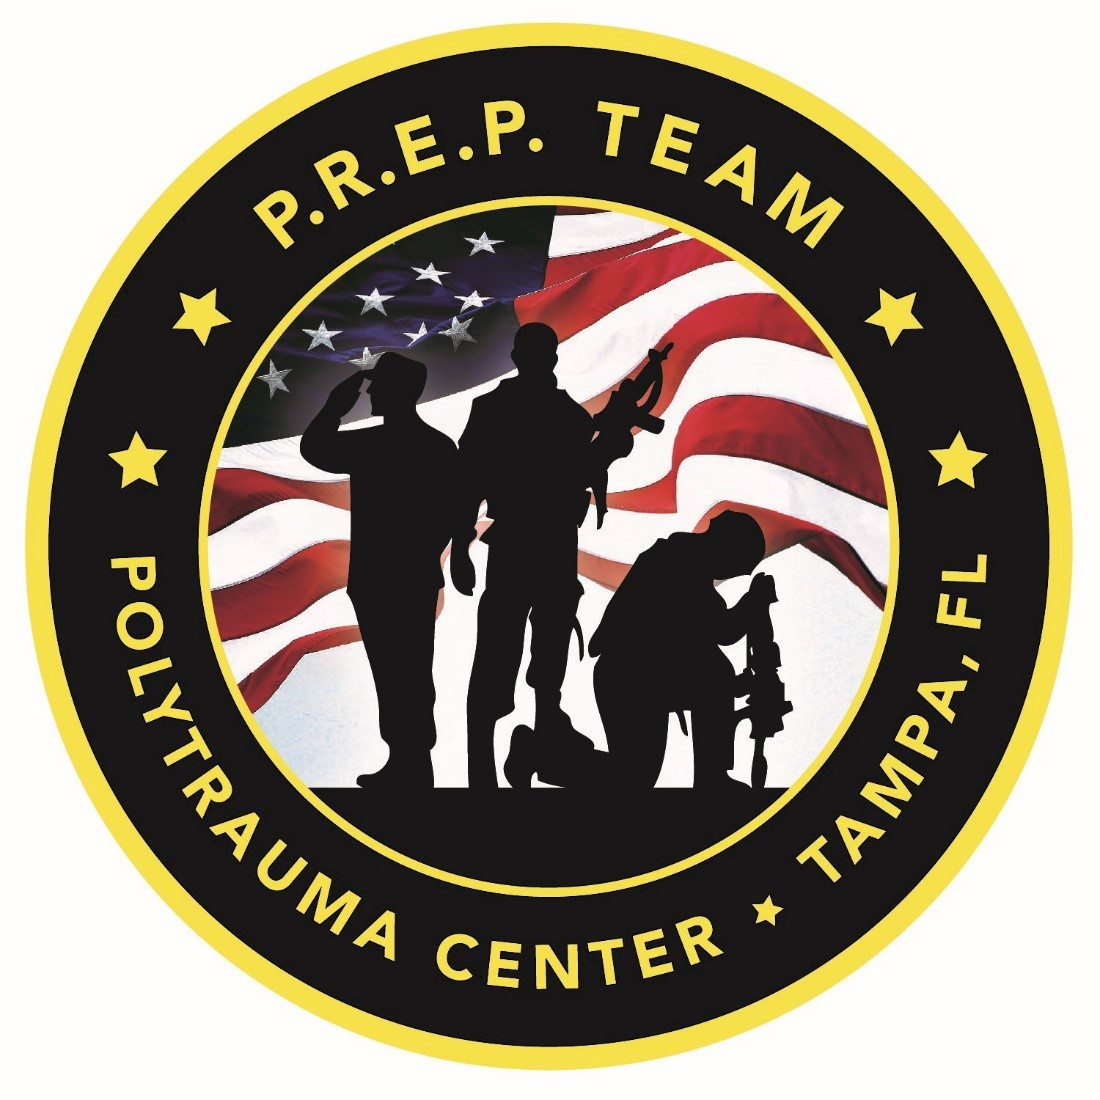 P.R.E.P. TEAM
POLYTRAUMA CENTER ★ TAMPA, FL